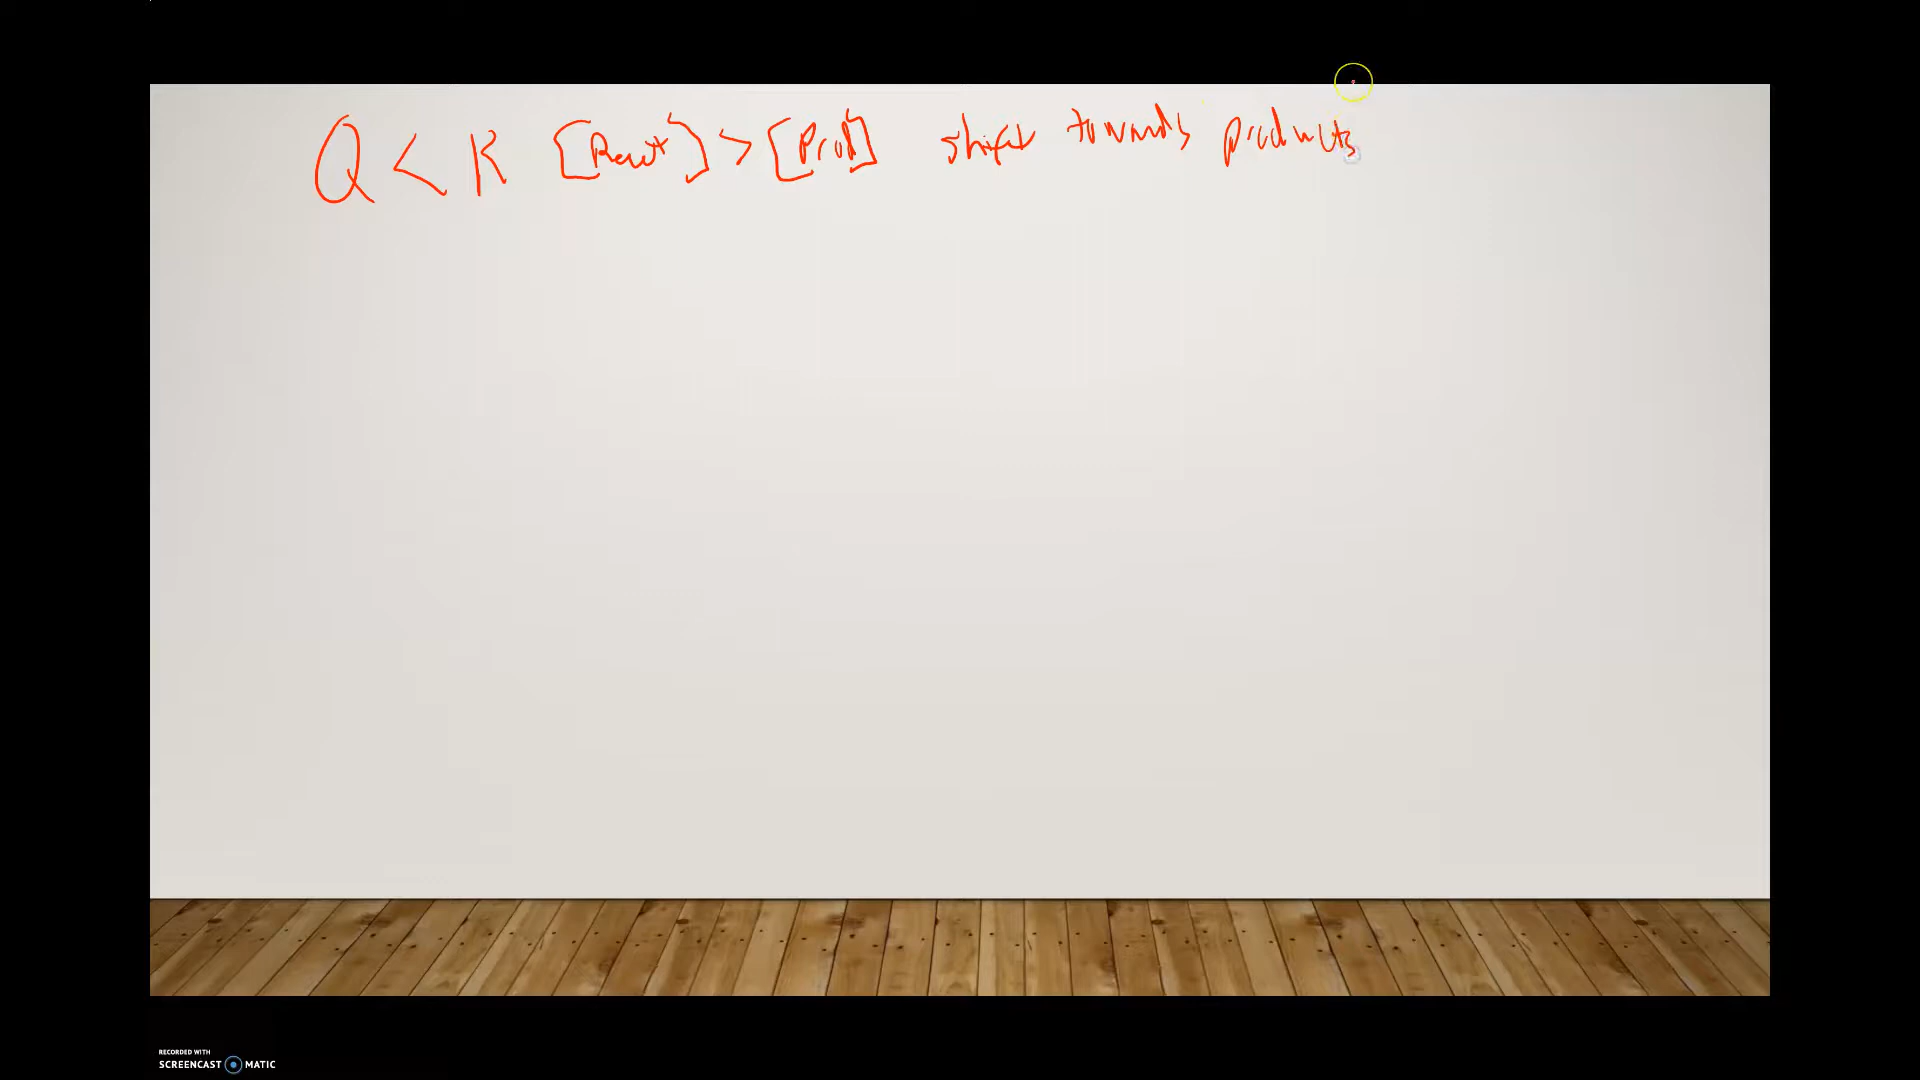 Q < K [React] > [Prod] shift towards products
RECORDED WITH
SCREENCAST MATIC